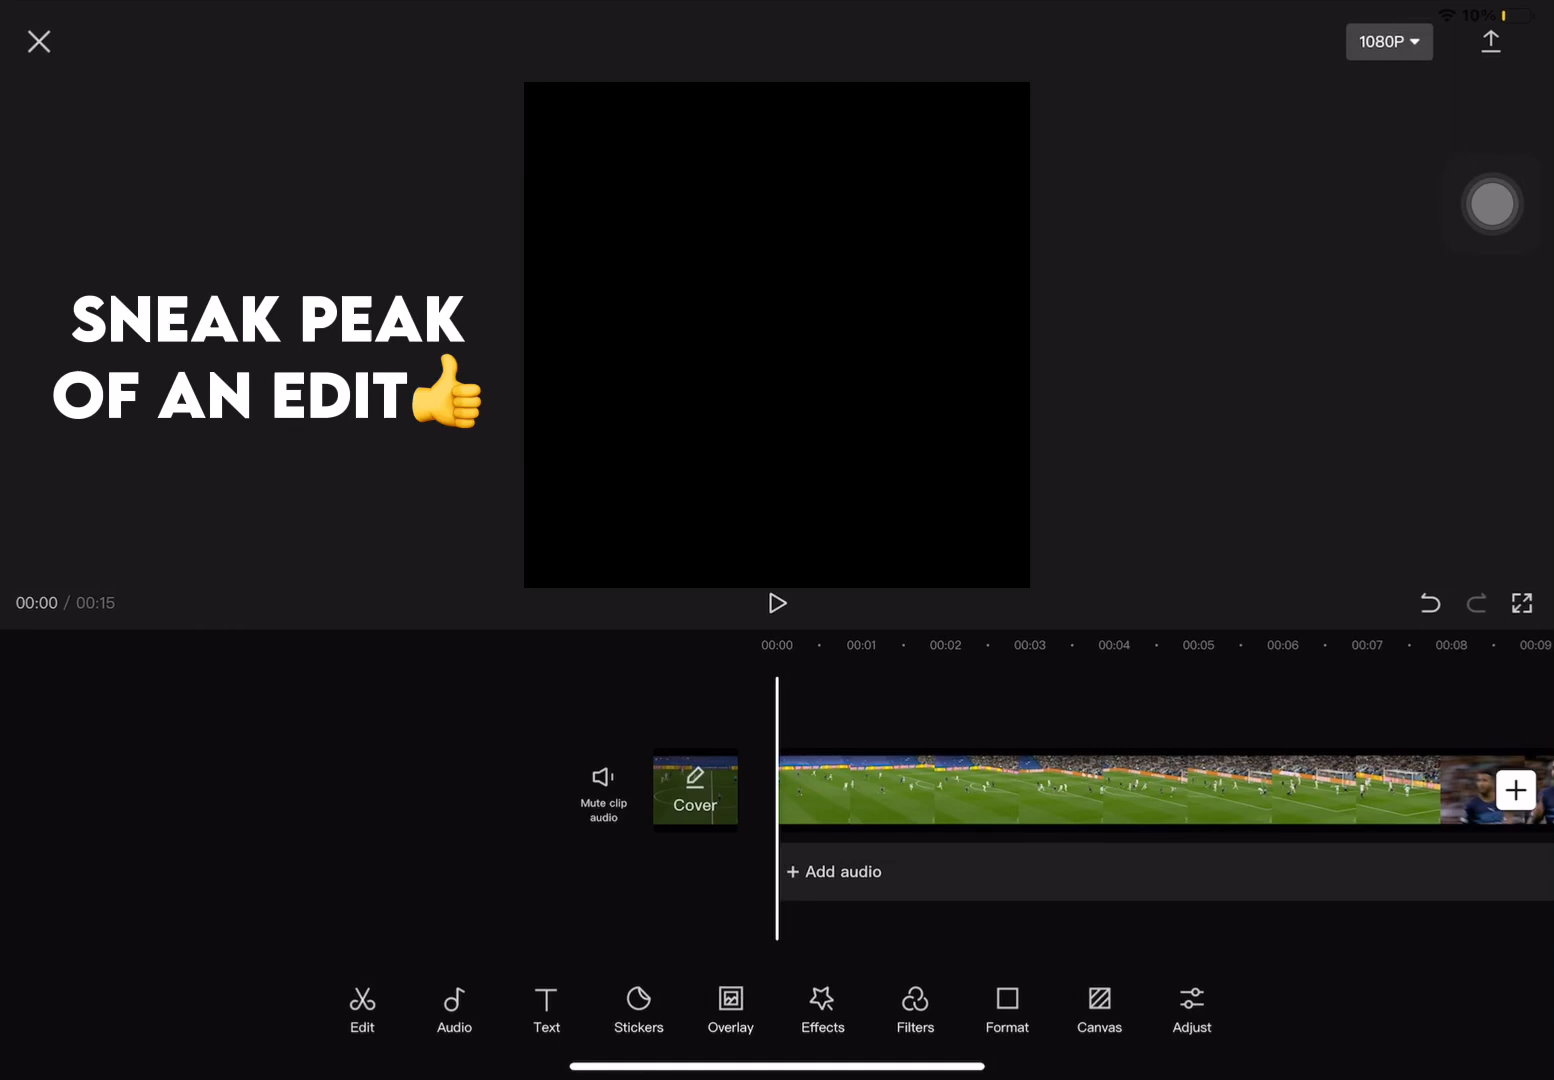 10%
1080P
SNEAK PEAK
OF AN EDIT👍
00:00 / 00:15
00:00 00:01 00:02 00:03 00:04 00:05 00:06 00:07 00:08 00:09
Mute clip
audio
Cover
+ Add audio
Edit Audio Text Stickers Overlay Effects Filters Format Canvas Adjust